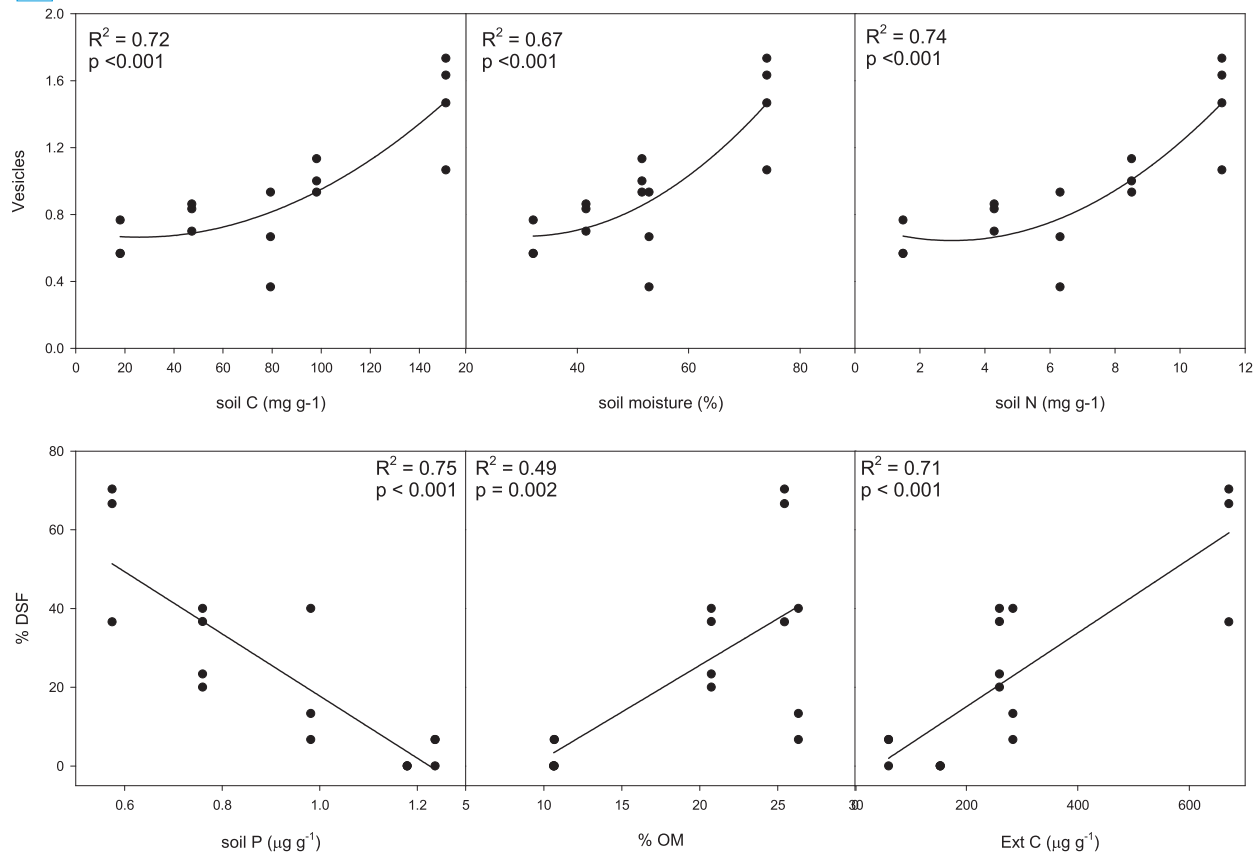 2.0
1.6
1.2
0.8
0.4
0.0
Vesicles
R² = 0.72
p <0.001
R² = 0.67
p <0.001
R² = 0.74
p <0.001
0 20 40 60 80 100 120 140 20
40 60 80
0 2 4 6 8 10 12
soil C (mg g-1)
soil moisture (%)
soil N (mg g-1)
80
60
40
20
0
% DSF
R² = 0.75
p < 0.001
R² = 0.49
p = 0.002
R² = 0.71
p < 0.001
0.6 0.8 1.0 1.2 5
10 15 20 25
200 400 600
soil P (μg g⁻¹)
% OM
Ext C (μg g⁻¹)